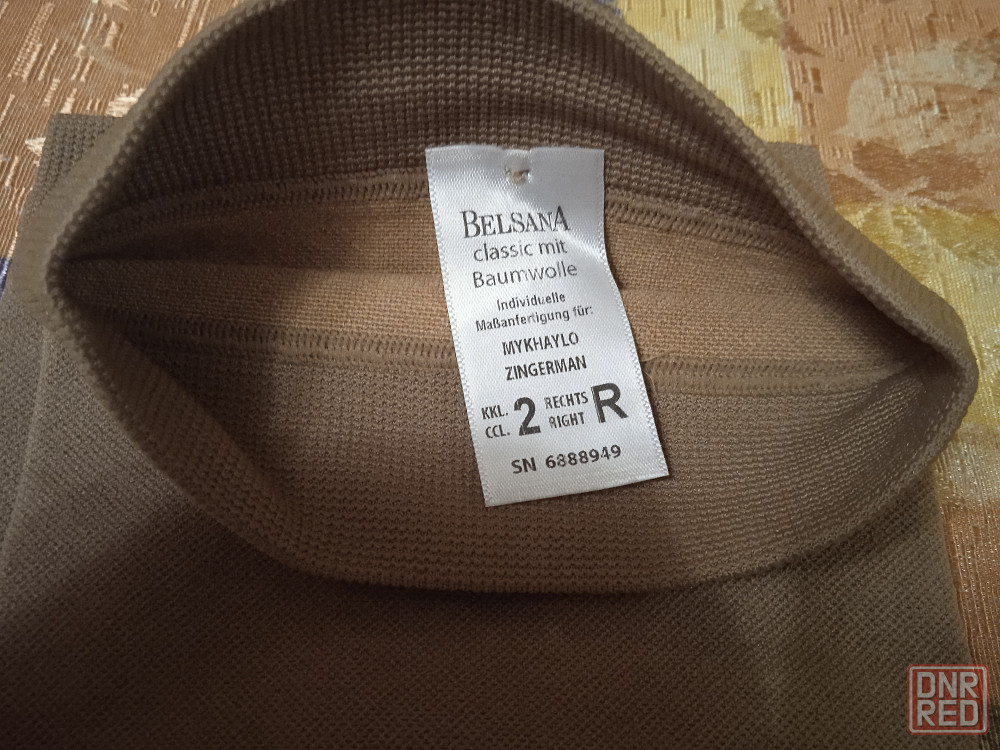 BELSANA
classic mit
Baumwolle
Individuelle
Maßanfertigung für:
MYKHAYLO
ZINGERMAN
KKL. 2 RECHTS R
CCL. RIGHT
SN 6888949
DNR
RED